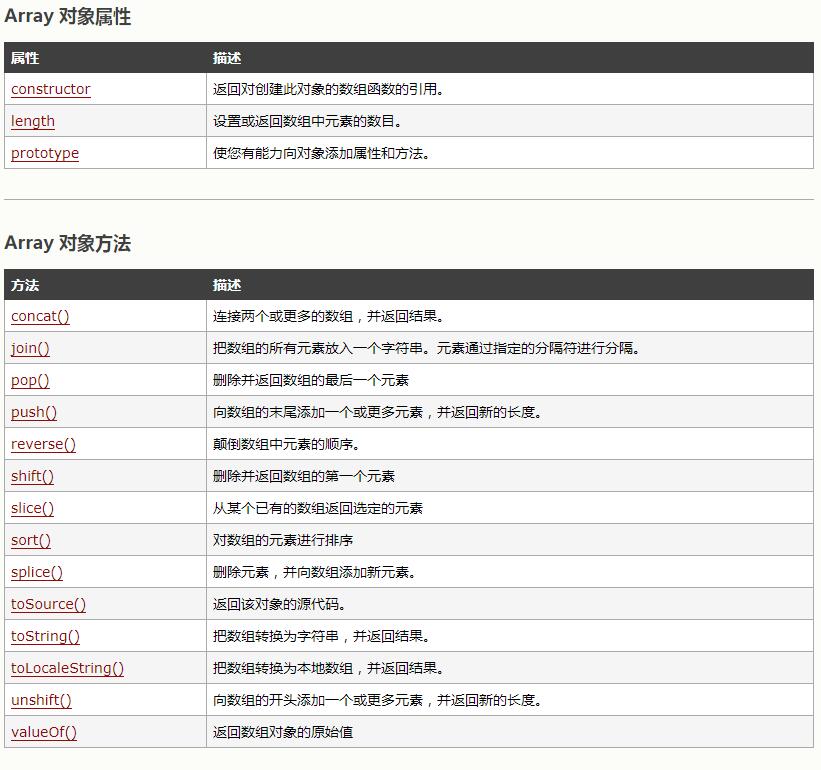 Array 对象属性
属性 描述
constructor 返回对创建此对象的数组函数的引用。
length 设置或返回数组中元素的数目。
prototype 使您有能力向对象添加属性和方法。
Array 对象方法
方法 描述
concat() 连接两个或更多的数组，并返回结果。
join() 把数组的所有元素放入一个字符串。元素通过指定的分隔符进行分隔。
pop() 删除并返回数组的最后一个元素
push() 向数组的末尾添加一个或更多元素，并返回新的长度。
reverse() 颠倒数组中元素的顺序。
shift() 删除并返回数组的第一个元素
slice() 从某个已有的数组返回选定的元素
sort() 对数组的元素进行排序
splice() 删除元素，并向数组添加新元素。
toSource() 返回该对象的源代码。
toString() 把数组转换为字符串，并返回结果。
toLocaleString() 把数组转换为本地数组，并返回结果。
unshift() 向数组的开头添加一个或更多元素，并返回新的长度。
valueOf() 返回数组对象的原始值